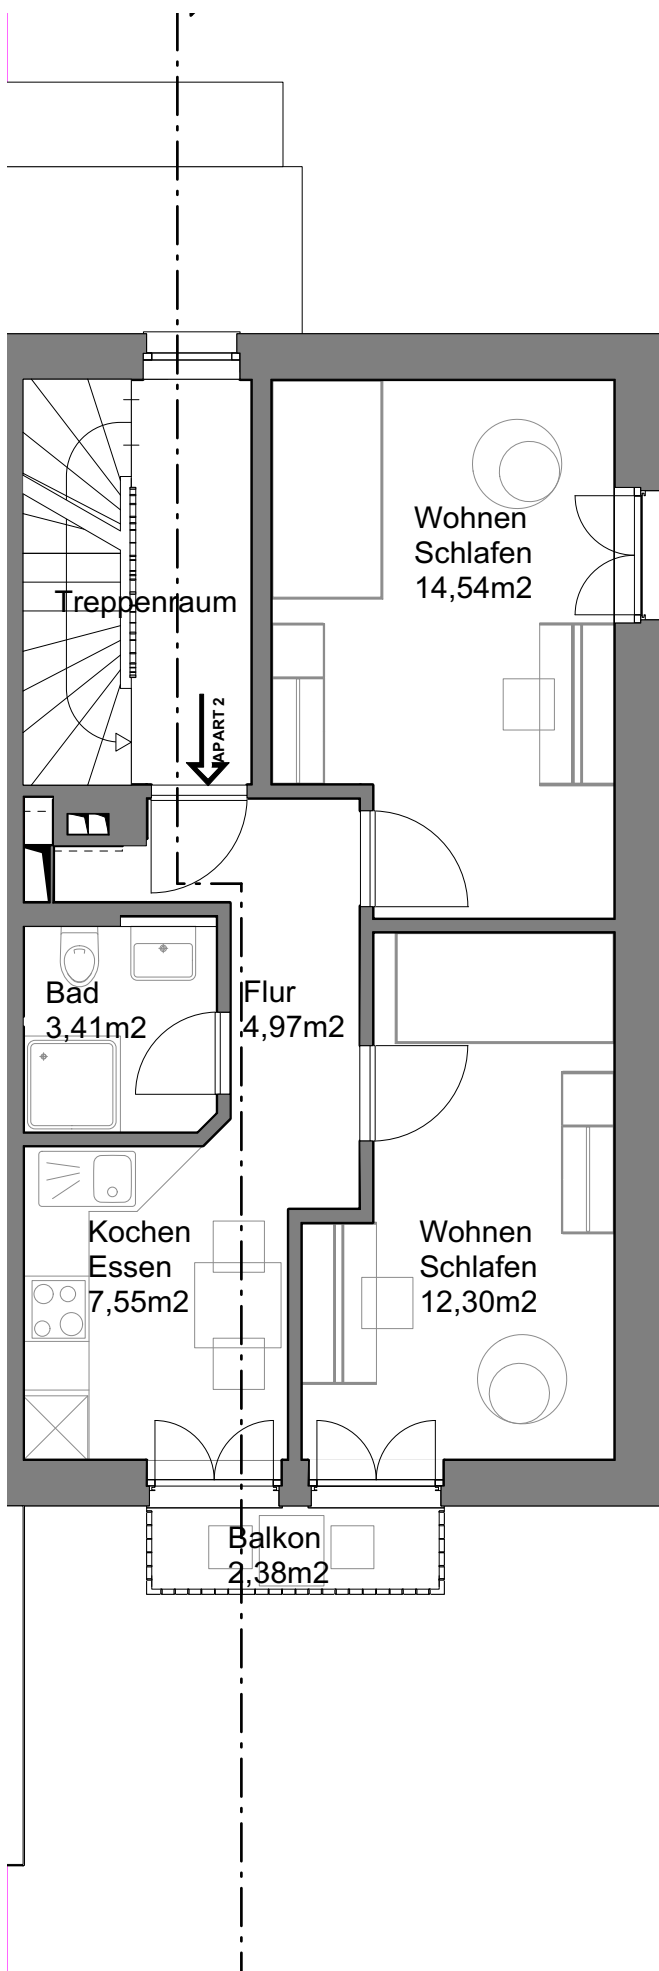 Wohnen
Schlafen
14,54m2
Treppenraum
APART 2
Bad
3,41m2
Flur
4,97m2
Kochen
Essen
7,55m2
Wohnen
Schlafen
12,30m2
Balkon
2,38m2